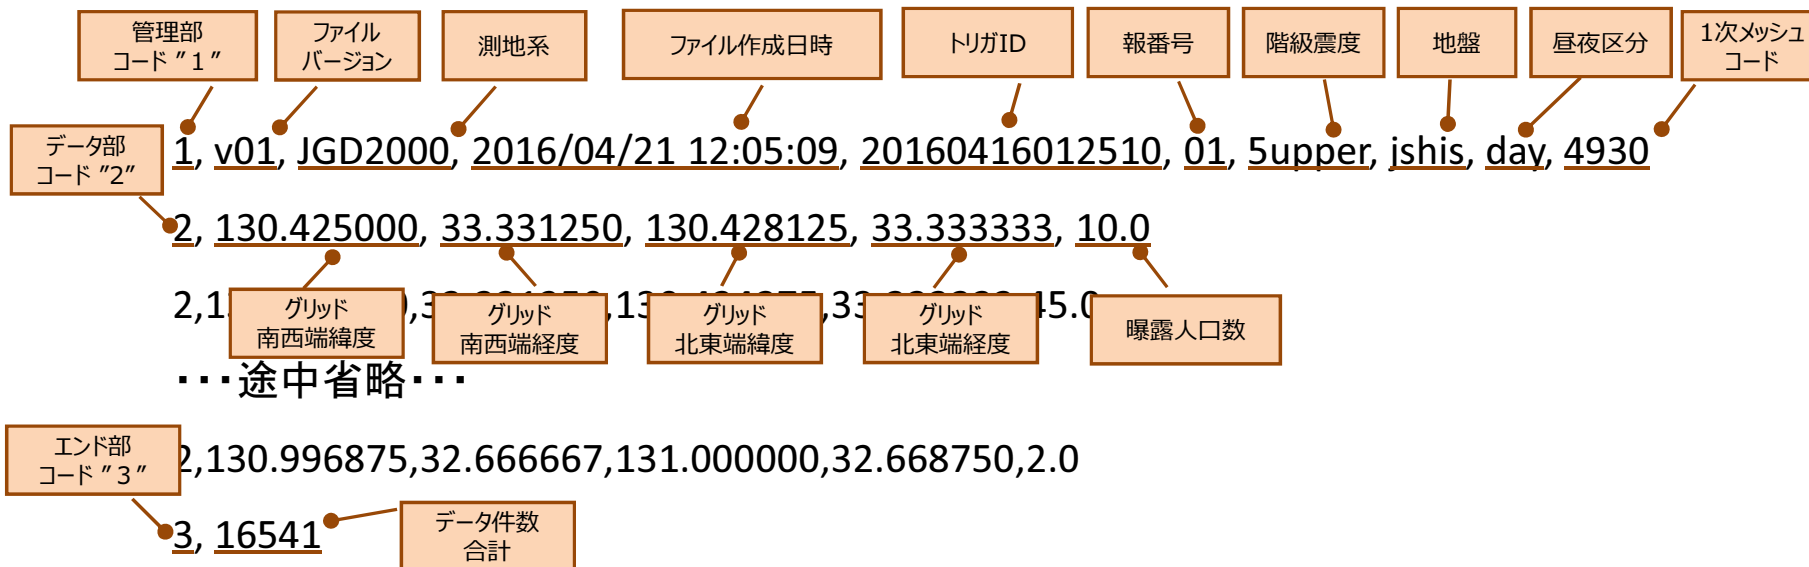 管理部
コード ” 1 ”
ファイル
バージョン
測地系
ファイル作成日時
トリガID
報番号
階級震度
地盤
昼夜区分
1次メッシュ
コード
データ部
コード ”2”
1, v01, JGD2000, 2016/04/21 12:05:09, 20160416012510, 01, 5upper, jshis, day, 4930
2, 130.425000, 33.331250, 130.428125, 33.333333, 10.0
グリッド
南西端緯度
グリッド
南西端経度
グリッド
北東端緯度
グリッド
北東端経度
曝露人口数
・・・途中省略・・・
エンド部
コード ” 3 ”
2,130.996875,32.666667,131.000000,32.668750,2.0
3, 16541
データ件数
合計